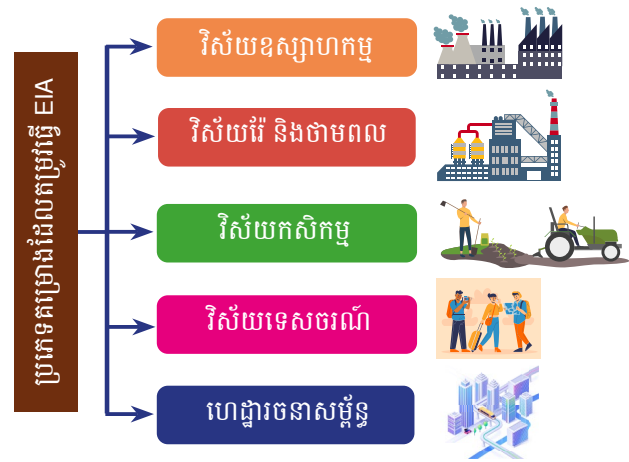 ប្រភេទគម្រោងដែលតម្រូវធ្វើ EIA
វិស័យឧស្សាហកម្ម
វិស័យរ៉ែ និងថាមពល
វិស័យកសិកម្ម
វិស័យទេសចរណ៍
ហេដ្ឋារចនាសម្ព័ន្ធ